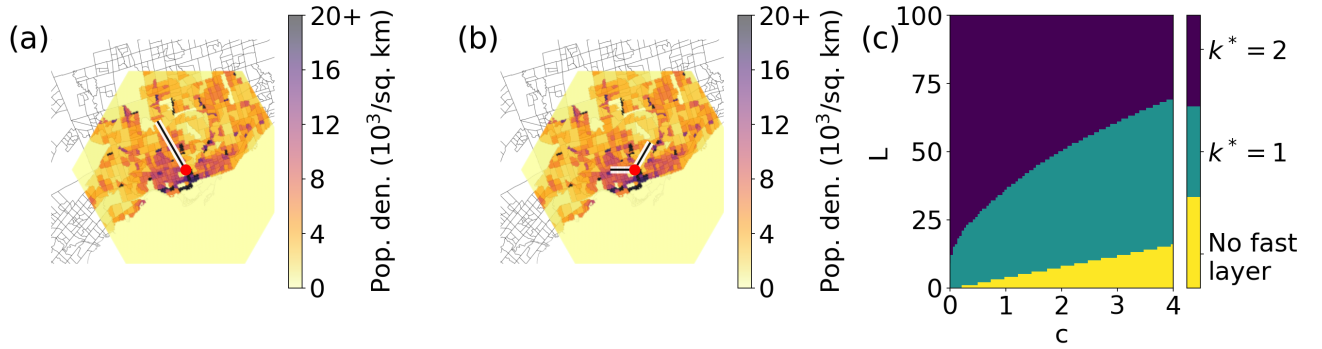 (a)
20+
16
12
8
4
0
Pop. den. (10³/sq. km)
(b)
20+
16
12
8
4
0
Pop. den. (10³/sq. km)
(c)
100
75
50
25
0
L
0 1 2 3 4
c
k* = 2
k* = 1
No fast
layer